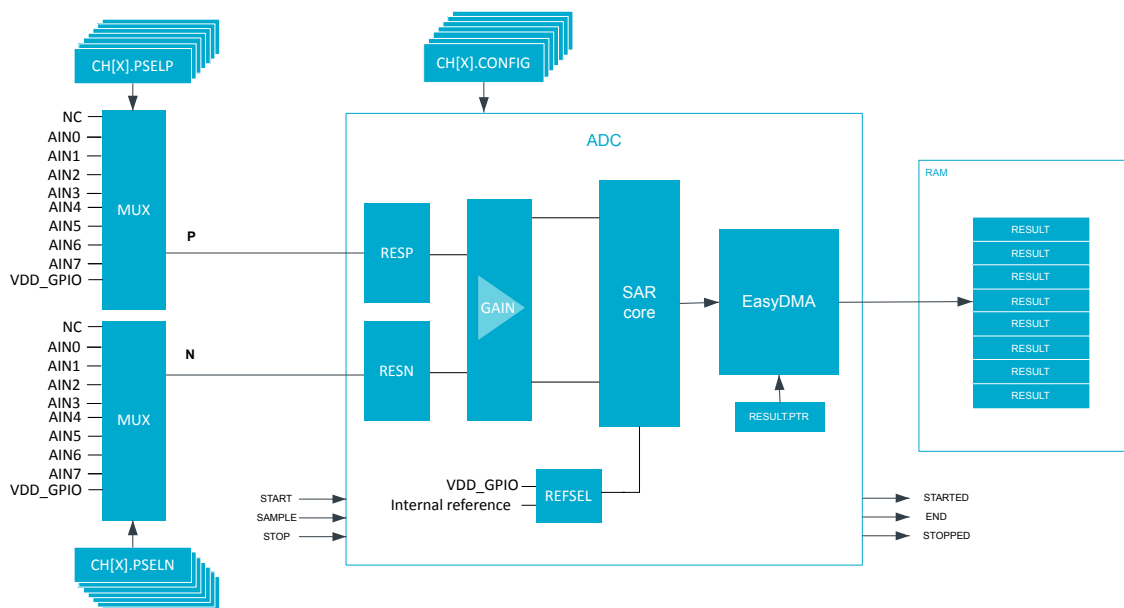 CH[X].PSELP
CH[X].CONFIG
NC
AIN0
AIN1
AIN2
AIN3
AIN4
AIN5
AIN6
AIN7
VDD_GPIO
MUX
P
NC
AIN0
AIN1
AIN2
AIN3
AIN4
AIN5
AIN6
AIN7
VDD_GPIO
MUX
N
CH[X].PSELN
ADC
RESP
RESN
GAIN
SAR
core
EasyDMA
RESULT.PTR
VDD_GPIO
Internal reference
REFSEL
START
SAMPLE
STOP
STARTED
END
STOPPED
RAM
RESULT
RESULT
RESULT
RESULT
RESULT
RESULT
RESULT
RESULT